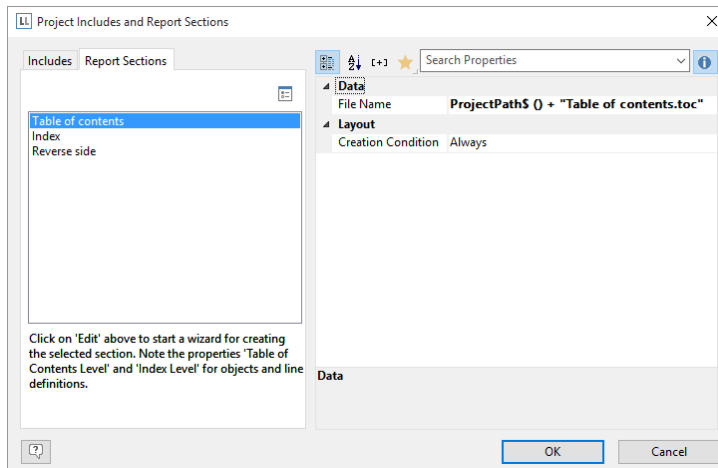 LL Project Includes and Report Sections
Includes Report Sections
Table of contents
Index
Reverse side
Click on 'Edit' above to start a wizard for creating
the selected section. Note the properties 'Table of
Contents Level' and 'Index Level' for objects and line
definitions.
Search Properties
Data
File Name ProjectPath$ () + "Table of contents.toc"
Layout
Creation Condition Always
Data
OK Cancel